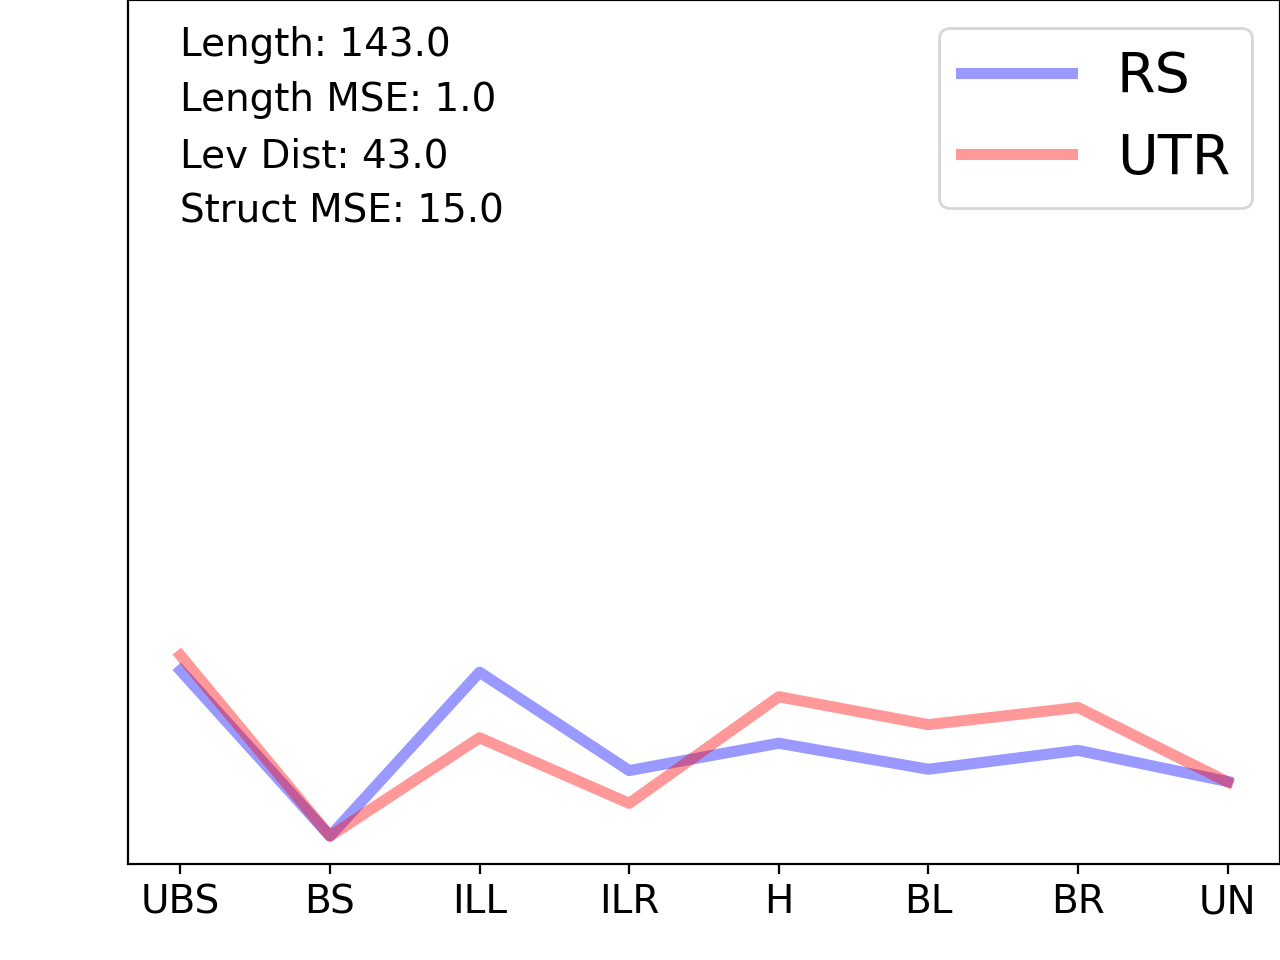 Length: 143.0
Length MSE: 1.0
Lev Dist: 43.0
Struct MSE: 15.0
RS
UTR
UBS BS ILL ILR H BL BR UN